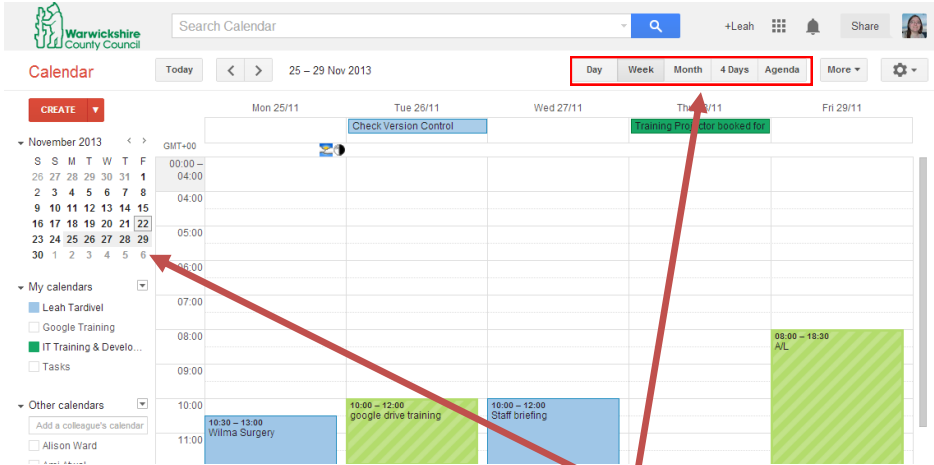 Warwickshire
County Council
Search Calendar
+Leah
Share
Calendar
Today
25 – 29 Nov 2013
Day Week Month 4 Days Agenda
More
CREATE
November 2013
S S M T W T F
26 27 28 29 30 31 1
2 3 4 5 6 7 8
9 10 11 12 13 14 15
16 17 18 19 20 21 22
23 24 25 26 27 28 29
30 1 2 3 4 5 6
My calendars
Leah Tardivel
Google Training
IT Training & Develo...
Tasks
Other calendars
Add a colleague's calendar
Alison Ward
Mon 25/11 Tue 26/11 Wed 27/11 Fri 29/11
Check Version Control
Training Projector booked for
GMT+00
00:00 –
04:00
04:00
05:00
06:00
07:00
08:00
09:00
10:00
11:00
10:30 – 13:00
Wilma Surgery
10:00 – 12:00
google drive training
10:00 – 12:00
Staff briefing
08:00 – 18:30
A/L